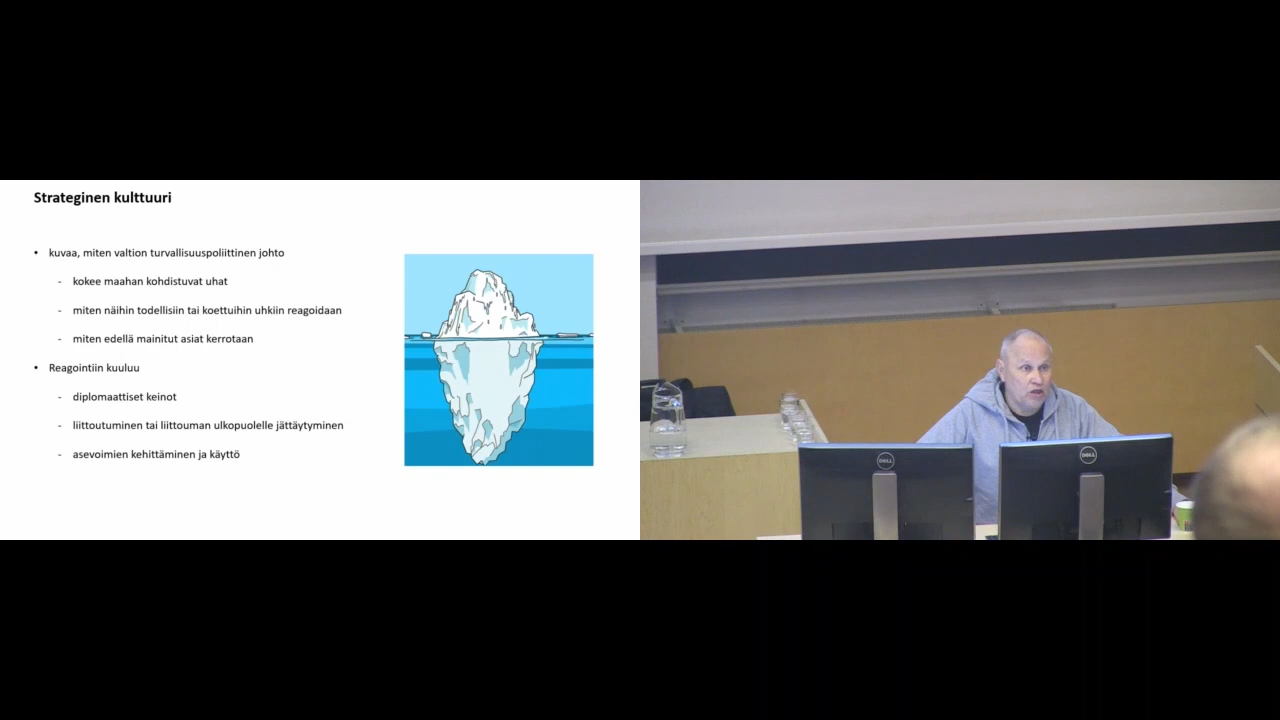 Strateginen kulttuuri
• kuvaa, miten valtion turvallisuuspoliittinen johto
- kokee maahan kohdistuvat uhat
- miten näihin todellisiin tai koettuihin uhkiin reagoidaan
- miten edellä mainitut asiat kerrotaan
• Reagointiin kuuluu
- diplomaattiset keinot
- liittoutuminen tai liittouman ulkopuolelle jättäytyminen
- asevoimien kehittäminen ja käyttö
DELL
DELL